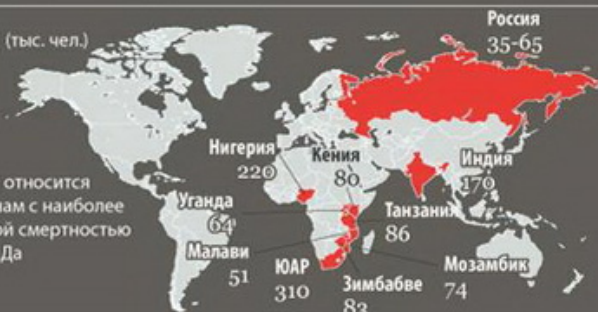 Россия
35-65
(тыс. чел.)
Нигерия
220
Кения
80
Индия
170
относится
Уганда
64
Танзания
86
ам с наиболее
й смертностью
Да
Малави
51
ЮАР
310
Зимбабве
83
Мозамбик
74